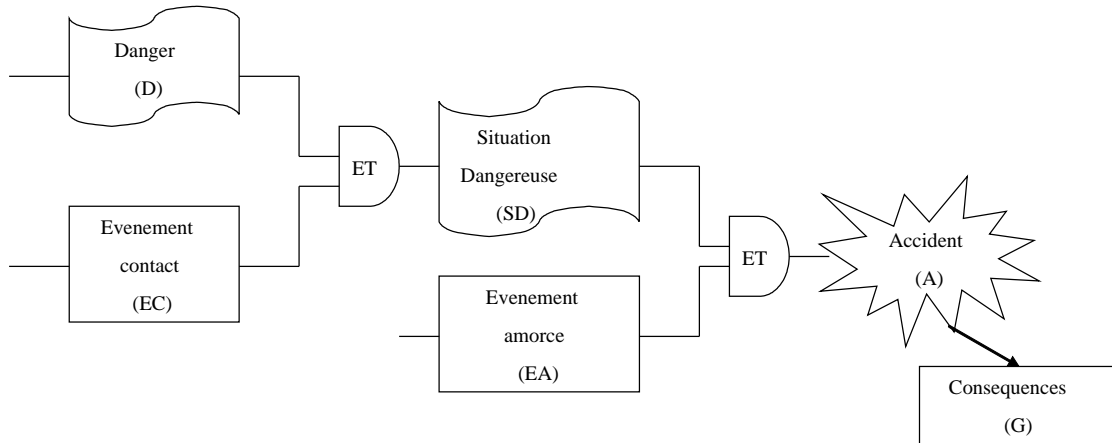 Danger
(D)
ET
Evenement
contact
(EC)
Situation
Dangereuse
(SD)
ET
Evenement
amorce
(EA)
Accident
(A)
Consequences
(G)